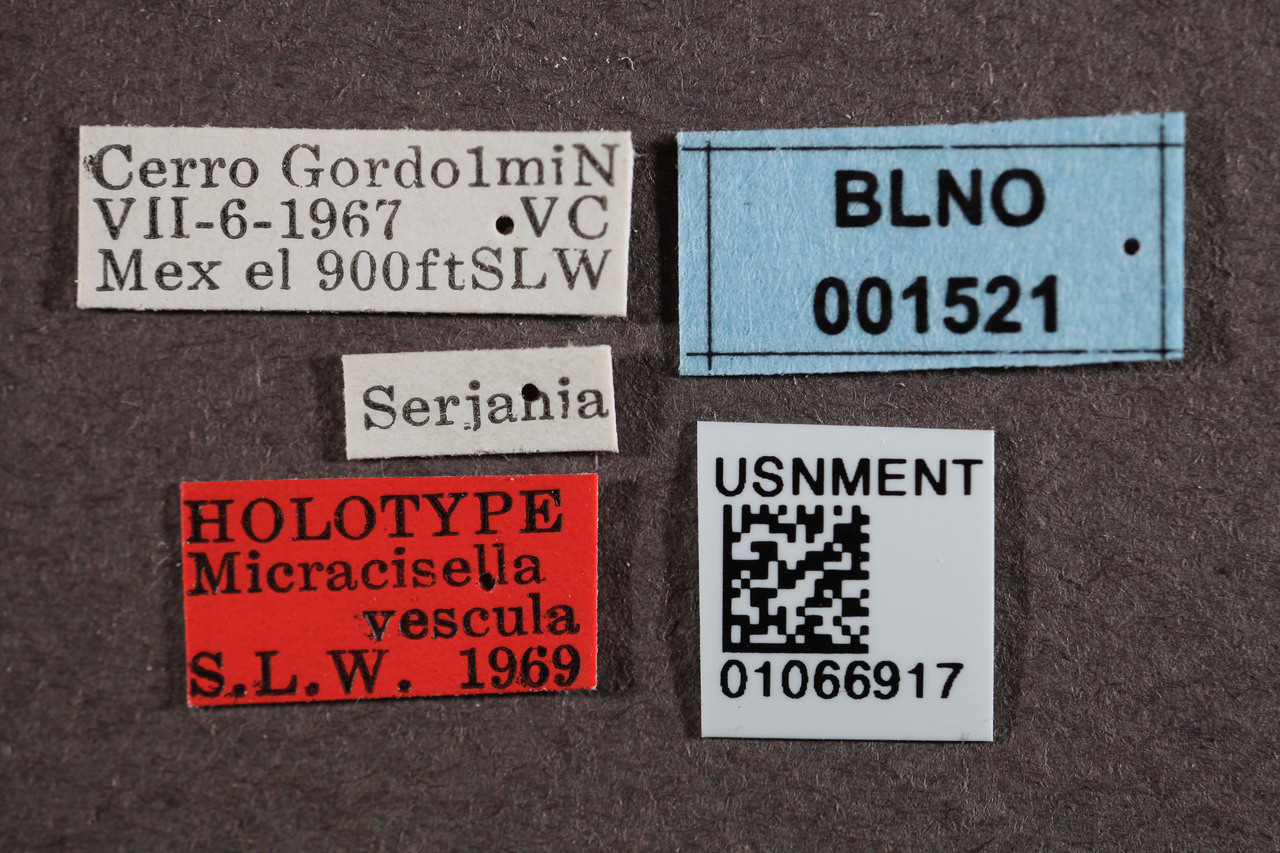 Cerro Gordo1miN
VII-6-1967 VC
Mex el 900ftSLW
Serjania
HOLOTYPE
Micracisella
vescula
S.L.W. 1969
BLNO
001521
USNMENT
01066917